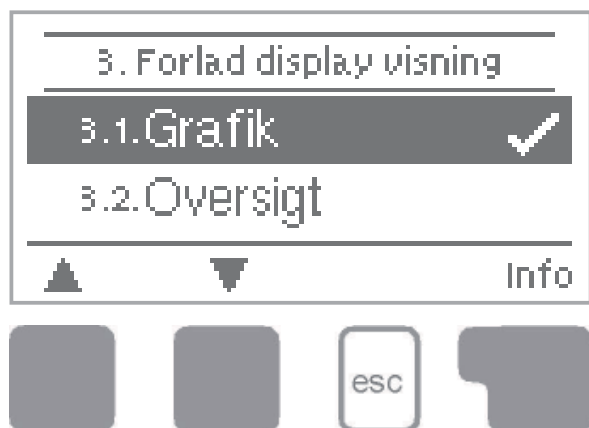 3. Forlad display visning
3.1.Grafik
3.2.Oversigt
Info
esc